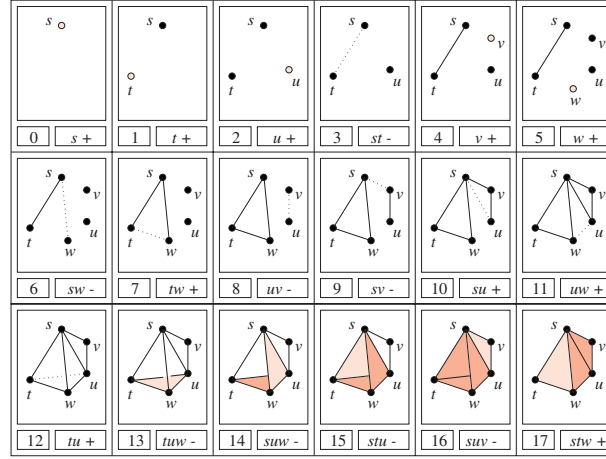 s
0 s +
t
1 t +
u
2 u +
s
t
u
3 st -
s
t
v
u
4 v +
s
t
v
u
w
5 w +
s
t
v
u
w
6 sw -
s
t
v
u
w
7 tw +
s
t
v
u
w
8 uv -
s
t
v
u
w
9 sv -
s
t
v
u
w
10 su +
s
t
v
u
w
11 uw +
s
t
v
u
w
12 tu +
s
t
v
u
w
13 tuw -
s
t
v
u
w
14 suw -
s
t
v
u
w
15 stu -
s
t
v
u
w
16 suv -
s
t
v
u
w
17 stw +